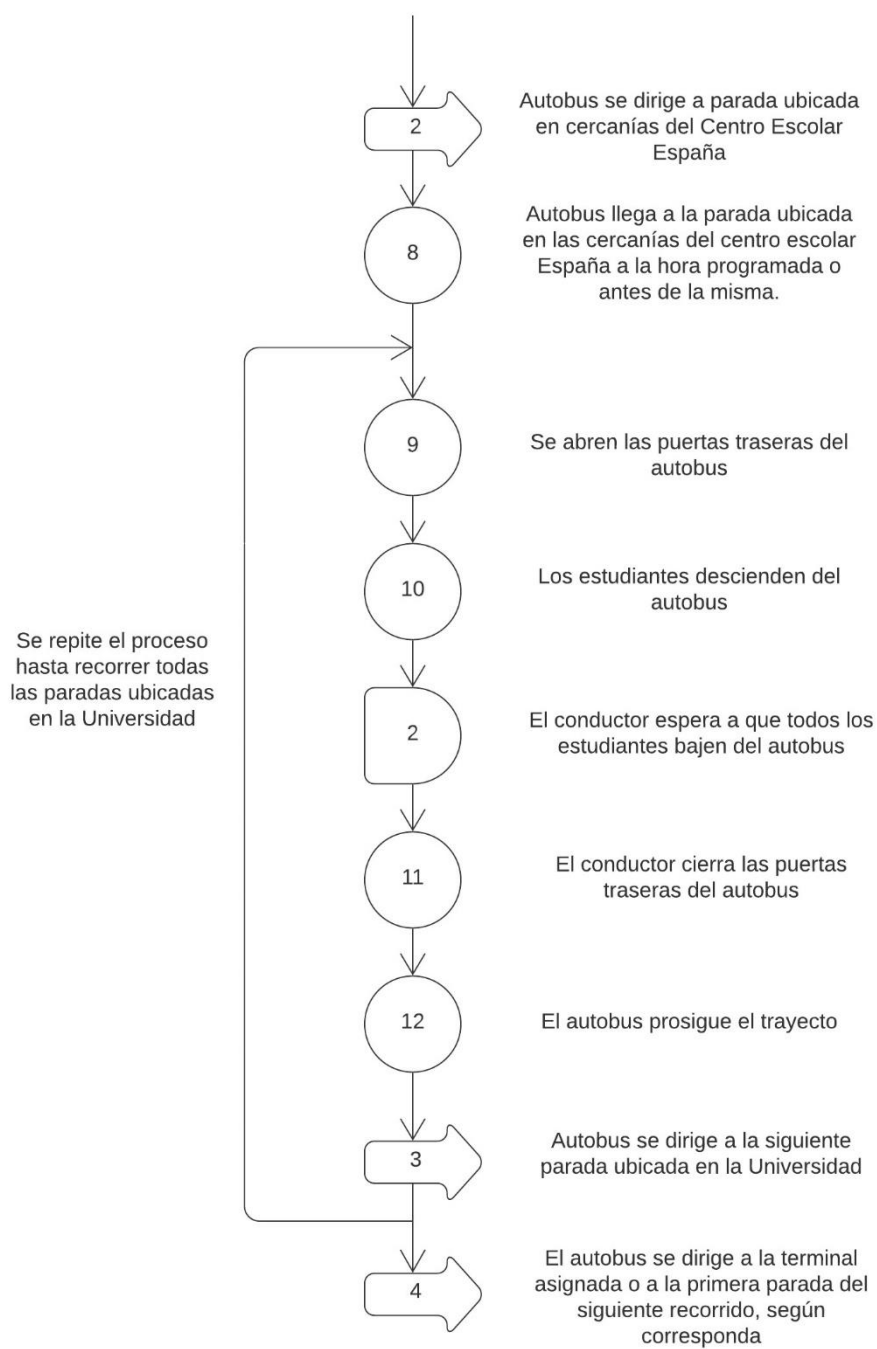 2
Autobus se dirige a parada ubicada
en cercanías del Centro Escolar
España
8
Autobus llega a la parada ubicada
en las cercanías del centro escolar
España a la hora programada o
antes de la misma.
9
Se abren las puertas traseras del
autobus
10
Los estudiantes descienden del
autobus
Se repite el proceso
hasta recorrer todas
las paradas ubicadas
en la Universidad
2
El conductor espera a que todos los
estudiantes bajen del autobus
11
El conductor cierra las puertas
traseras del autobus
12
El autobus prosigue el trayecto
3
Autobus se dirige a la siguiente
parada ubicada en la Universidad
4
El autobus se dirige a la terminal
asignada o a la primera parada del
siguiente recorrido, según
corresponda